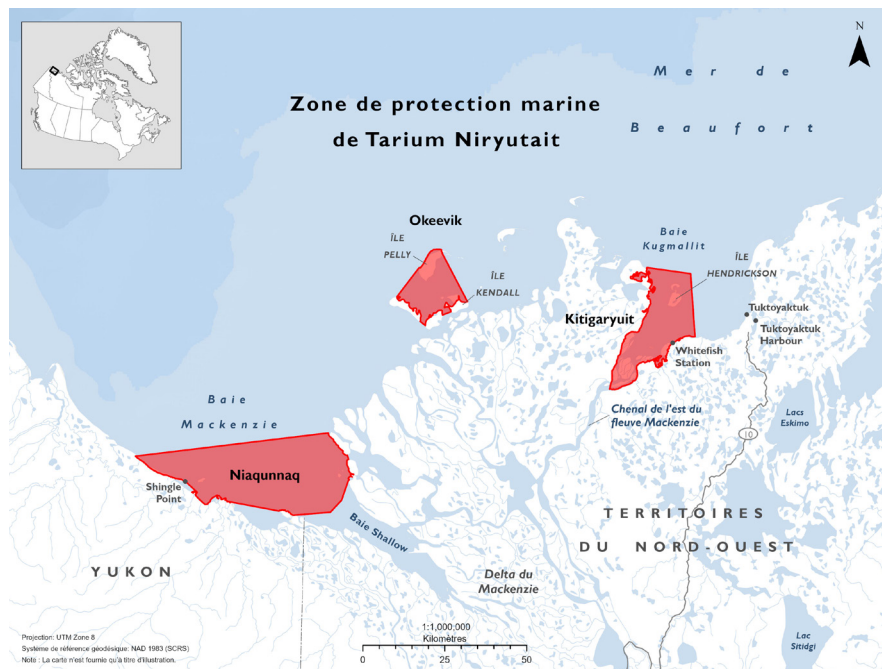 Zone de protection marine
de Tarium Niryutait
N
Mer de
Beaufort
Okeevik
ÎLE
PELLY
ÎLE
KENDALL
Baie
Kugmallit
ÎLE
HENDRICKSON
Kitigaryuit
Tuktoyaktuk
Tuktoyaktuk
Harbour
Whitefish
Station
Chenal de l'est du
fleuve Mackenzie
Lacs
Eskimo
10
Baie
Mackenzie
Niaqunnaq
Shingle
Point
Baie Shallow
TERRITOIRES
DU NORD-OUEST
YUKON
Delta du
Mackenzie
Lac
Sitidgi
1:1,000,000
Kilomètres
0 25 50
Projection: UTM Zone 8
Système de référence géodésique: NAD 1983 (SCRS)
Note : La carte n'est fournie qu'à titre d'illustration.